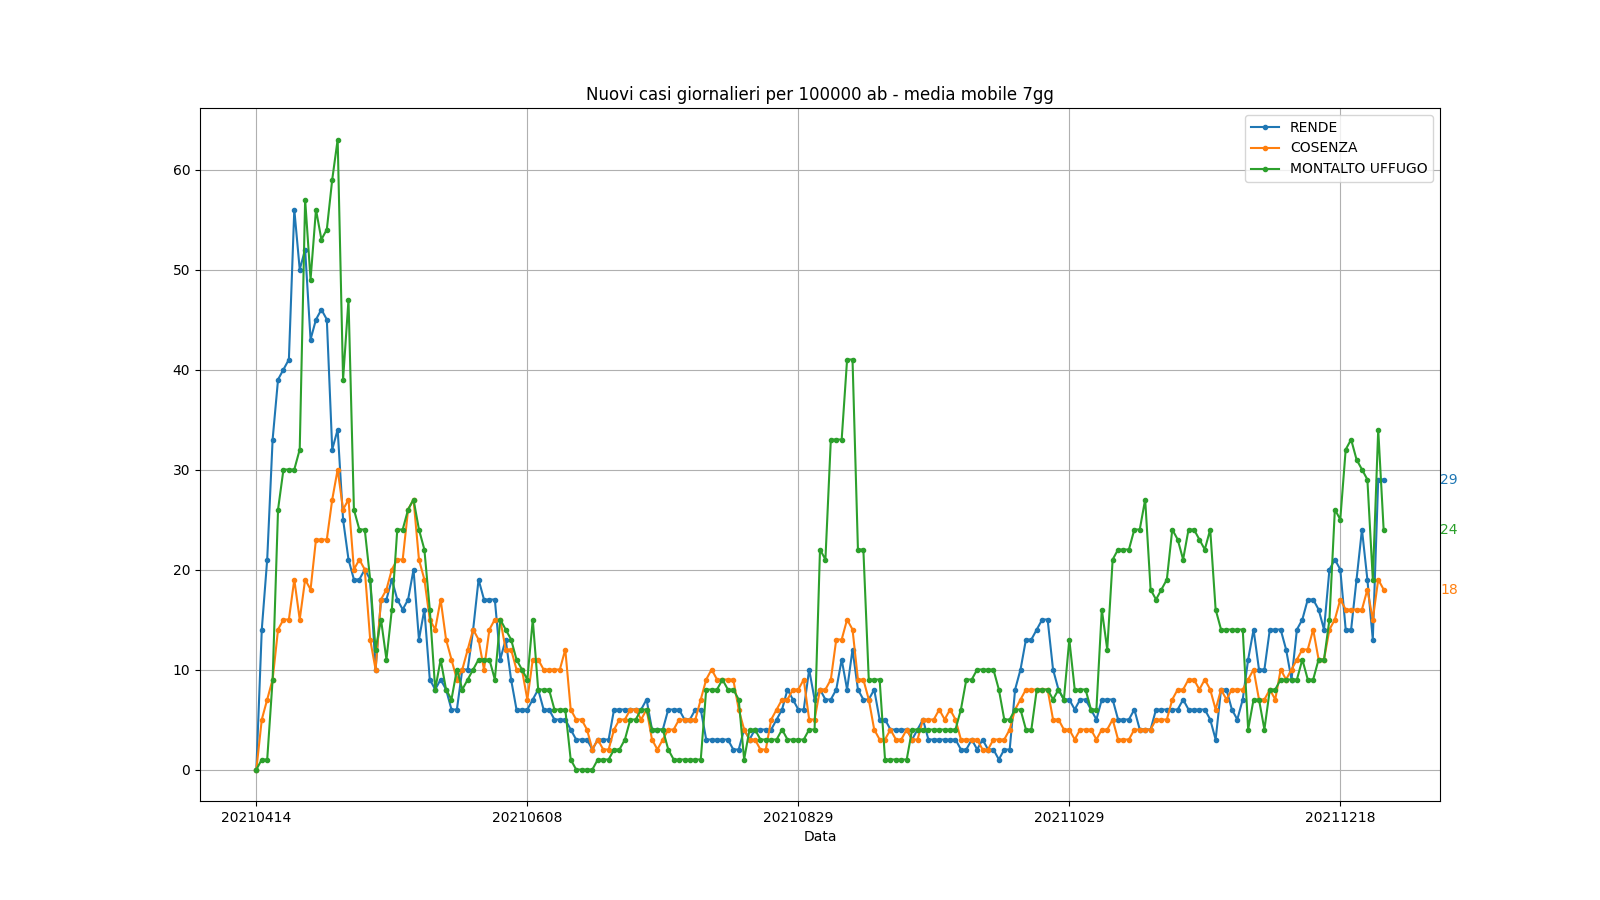 Nuovi casi giornalieri per 100000 ab - media mobile 7gg
RENDE
COSENZA
MONTALTO UFFUGO
60
50
40
30
20
10
0
29
24
18
20210414 20210608 20210829 20211029 20211218
Data